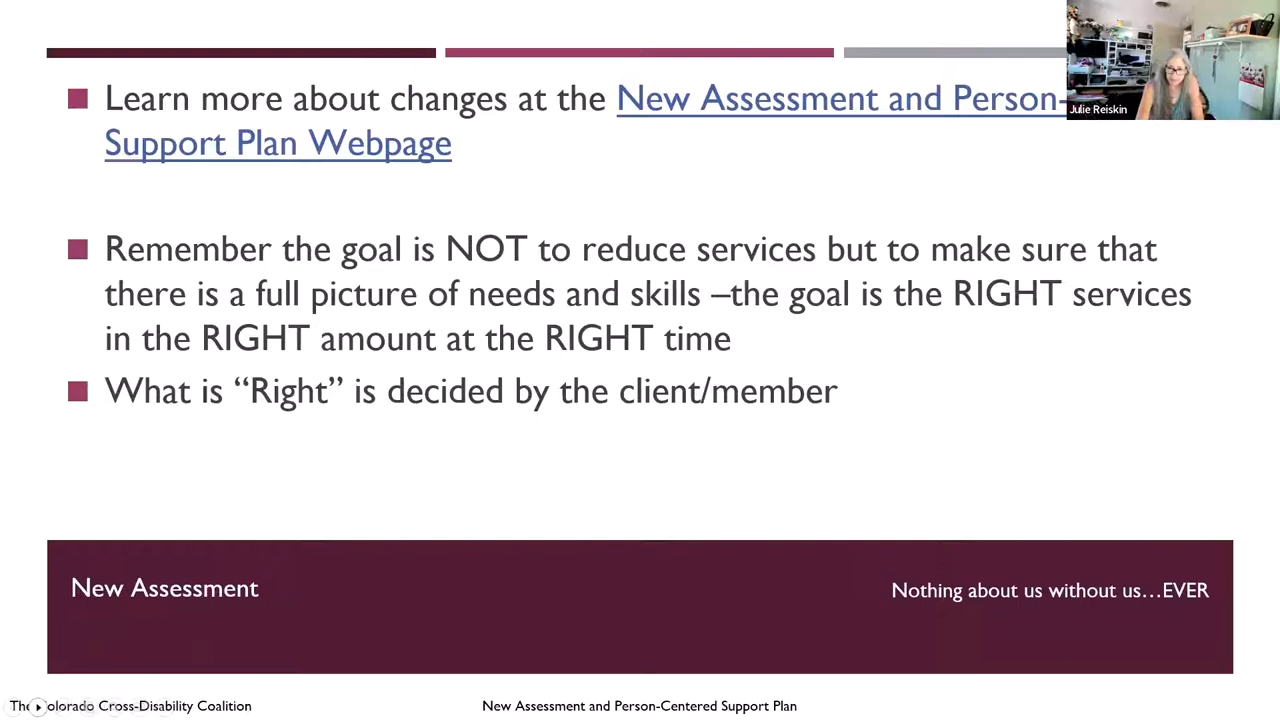 Learn more about changes at the New Assessment and Person-
Support Plan Webpage
Julie Reiskin
Remember the goal is NOT to reduce services but to make sure that
there is a full picture of needs and skills –the goal is the RIGHT services
in the RIGHT amount at the RIGHT time
What is “Right” is decided by the client/member
New Assessment
Nothing about us without us…EVER
The Colorado Cross-Disability Coalition
New Assessment and Person-Centered Support Plan